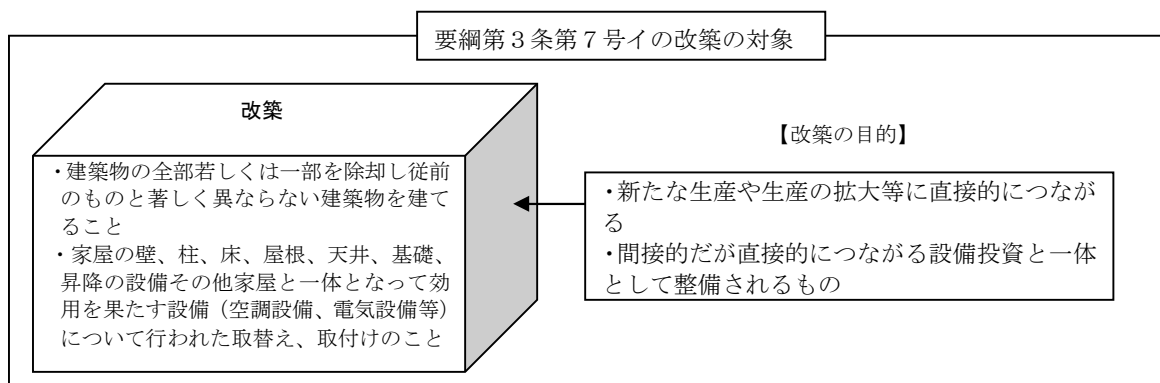 要綱第３条第７号イの改築の対象
改築
・建築物の全部若しくは一部を除却し従前
のものと著しく異ならない建築物を建て
ること
・家屋の壁、柱、床、屋根、天井、基礎、
昇降の設備その他家屋と一体となって効
用を果たす設備（空調設備、電気設備等）
について行われた取替え、取付けのこと
【改築の目的】
・新たな生産や生産の拡大等に直接的につなが
る
・間接的だが直接的につながる設備投資と一体
として整備されるもの